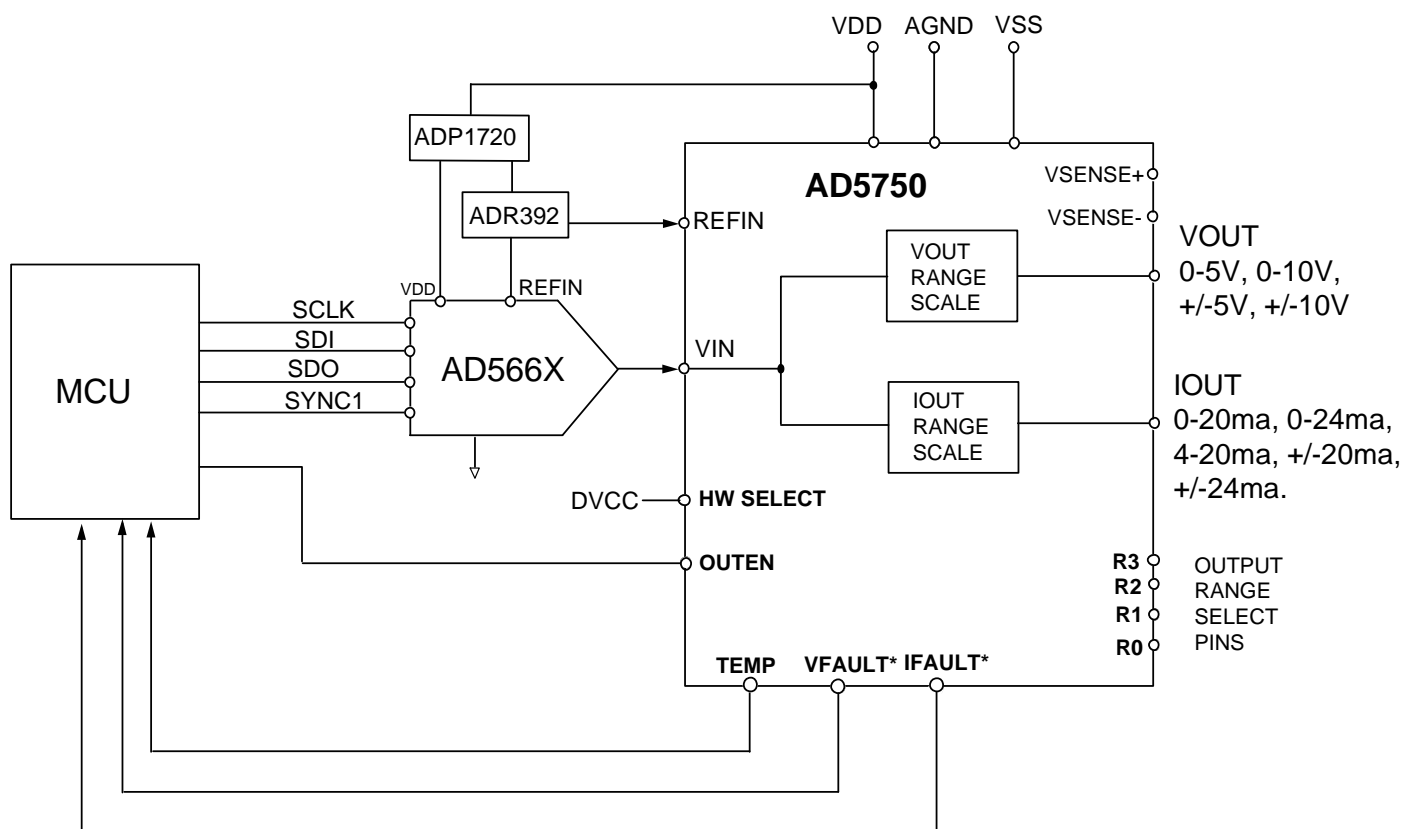 VDD AGND VSS
ADP1720
AD5750
VSENSE+
VSENSE-
ADR392
REFIN
VOUT
0-5V, 0-10V,
+/-5V, +/-10V
VOUT
RANGE
SCALE
VDD REFIN
SCLK
SDI
SDO
SYNC1
MCU
AD566X
VIN
IOUT
RANGE
SCALE
IOUT
0-20ma, 0-24ma,
4-20ma, +/-20ma,
+/-24ma.
DVCC
HW SELECT
OUTEN
R3
R2
R1
R0
OUTPUT
RANGE
SELECT
PINS
TEMP VFAULT* IFAULT*